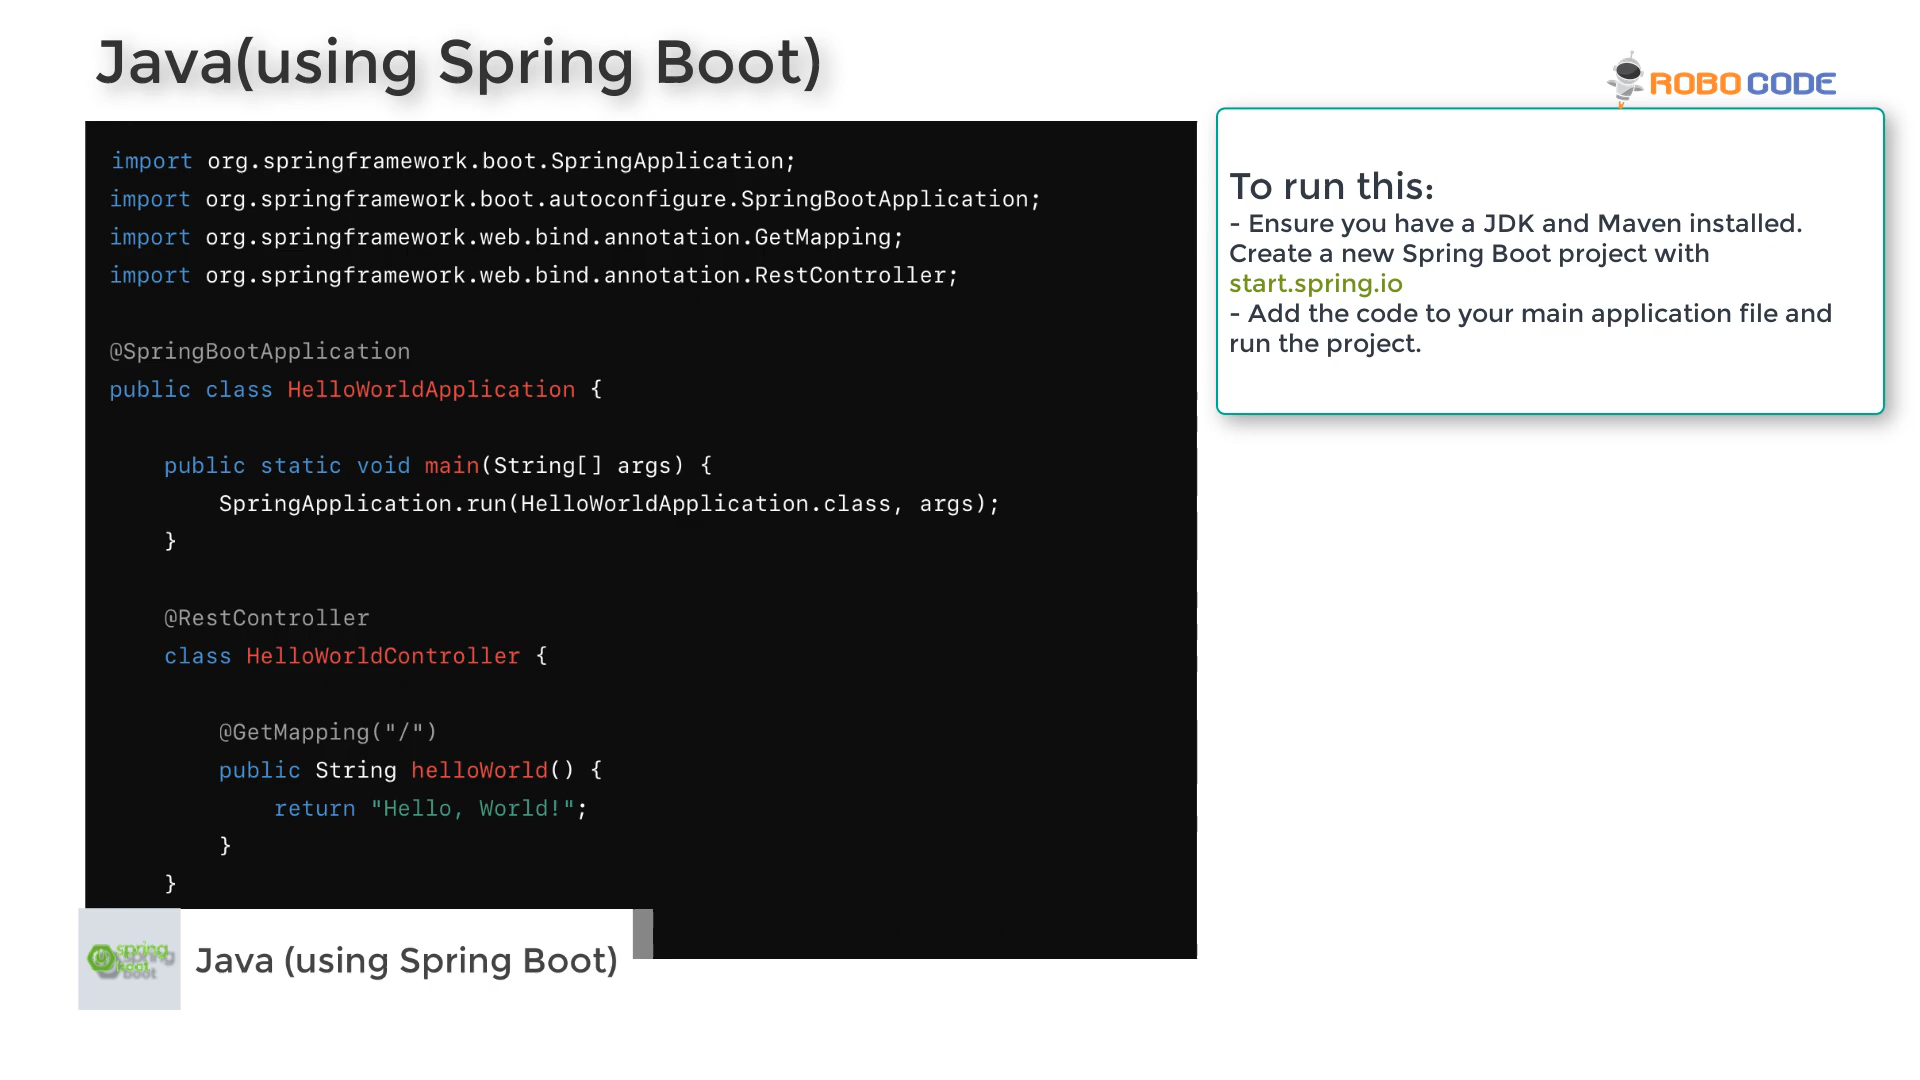 Java(using Spring Boot)
ROBO CODE
import org.springframework.boot.SpringApplication;
import org.springframework.boot.autoconfigure.SpringBootApplication;
import org.springframework.web.bind.annotation.GetMapping;
import org.springframework.web.bind.annotation.RestController;
@SpringBootApplication
public class HelloWorldApplication {
public static void main(String[] args) {
SpringApplication.run(HelloWorldApplication.class, args);
}
@RestController
class HelloWorldController {
@GetMapping("/")
public String helloWorld() {
return "Hello, World!";
}
}
To run this:
- Ensure you have a JDK and Maven installed.
Create a new Spring Boot project with
start.spring.io
- Add the code to your main application file and
run the project.
spring
boot
Java (using Spring Boot)